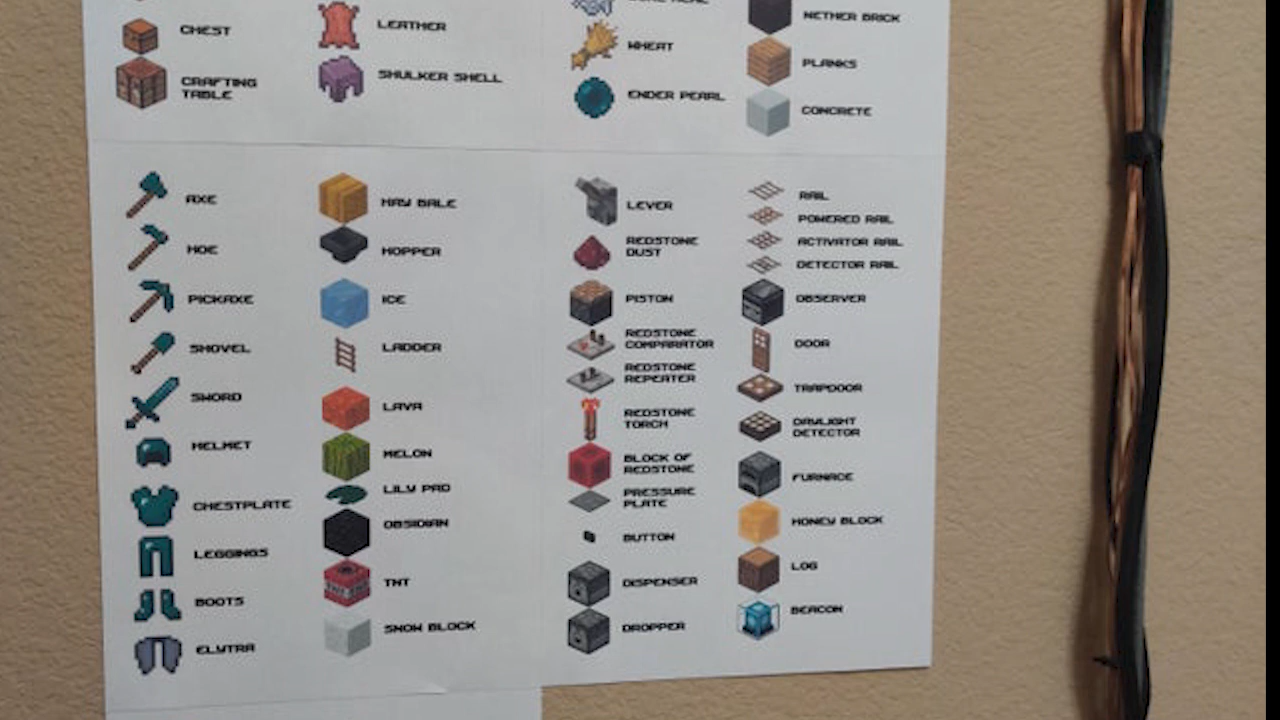 CHEST
CRAFTING
TABLE
LEATHER
SHULKER SHELL
WHEAT
ENDER PEARL
NETHER BRICK
PLANKS
CONCRETE
AXE
HOE
PICKAXE
SHOVEL
SWORD
HELMET
CHESTPLATE
LEGGINGS
BOOTS
ELYTRA
HAY BALE
HOPPER
ICE
LADDER
LAVA
MELON
LILY PAD
OBSIDIAN
TNT
SNOW BLOCK
LEVER
REDSTONE
DUST
PISTON
REDSTONE
COMPARATOR
REDSTONE
REPEATER
REDSTONE
TORCH
BLOCK OF
REDSTONE
PRESSURE
PLATE
BUTTON
DISPENSER
DROPPER
RAIL
POWERED RAIL
ACTIVATOR RAIL
DETECTOR RAIL
OBSERVER
DOOR
TRAPDOOR
DAYLIGHT
DETECTOR
FURNACE
HONEY BLOCK
LOG
BEACON